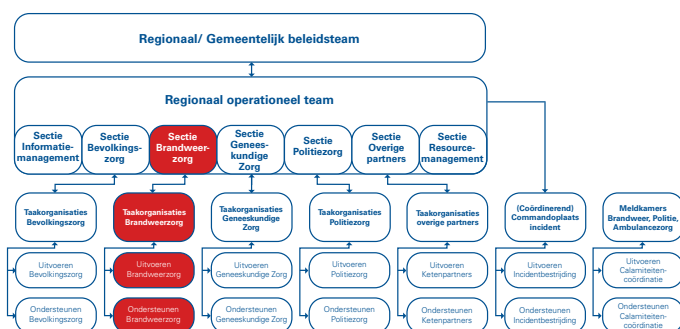 Regionaal/ Gemeentelijk beleidsteam
Regionaal operationeel team
Sectie
Informatie-
management
Sectie
Bevolkings-
zorg
Sectie
Brandweer-
zorg
Sectie
Genees-
kundige
Zorg
Sectie
Politiezorg
Sectie
Overige
partners
Sectie
Resource-
management
Taakorganisaties
Bevolkingszorg
Taakorganisaties
Brandweerzorg
Taakorganisaties
Geneeskundige
Zorg
Taakorganisaties
Politiezorg
Taakorganisaties
overige partners
(Coördinerend)
Commandoplaats
incident
Meldkamers
Brandweer, Politie,
Ambulancezorg
Uitvoeren
Bevolkingszorg
Uitvoeren
Brandweerzorg
Uitvoeren
Geneeskundige Zorg
Uitvoeren
Politiezorg
Uitvoeren
Ketenpartners
Uitvoeren
Incidentbestrijding
Uitvoeren
Calamiteiten-
coördinatie
Ondersteunen
Bevolkingszorg
Ondersteunen
Brandweerzorg
Ondersteunen
Geneeskundige Zorg
Ondersteunen
Politiezorg
Ondersteunen
Ketenpartners
Ondersteunen
Incidentbestrijding
Ondersteunen
Calamiteiten-
coördinatie